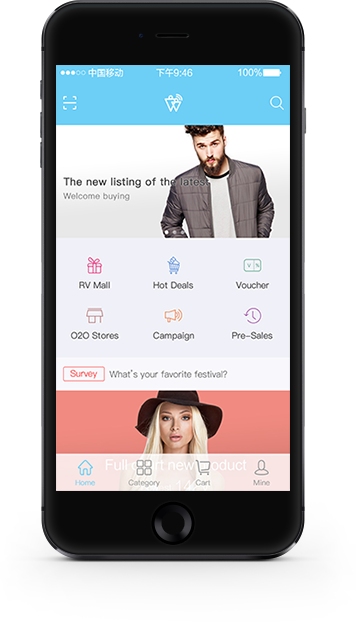 中国移动 下午9:46 100%
The new listing of the latest
Welcome buying
RV Mall Hot Deals Voucher
O2O Stores Campaign Pre-Sales
Survey What's your favorite festival?
Full new product
Home Category Cart Mine